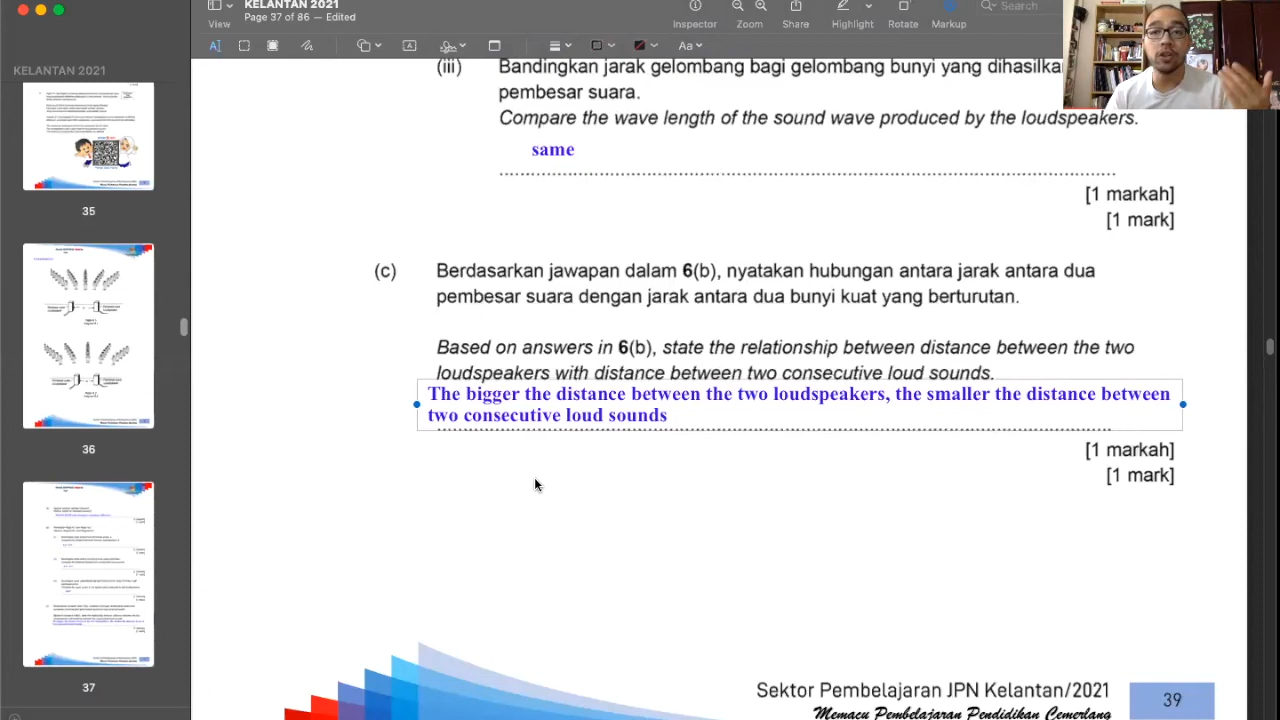 KELANTAN 2021
Page 37 of 86 — Edited
View
Inspector
Zoom
Share
Highlight
Rotate
Markup
Search
KELANTAN 2021
35
36
37
(iii) Bandingkan jarak gelombang bagi gelombang bunyi yang dihasilka
pembesar suara.
Compare the wave length of the sound wave produced by the loudspeakers.
same
[1 markah]
[1 mark]
(c) Berdasarkan jawapan dalam 6(b), nyatakan hubungan antara jarak antara dua
pembesar suara dengan jarak antara dua bunyi kuat yang berturutan.
Based on answers in 6(b), state the relationship between distance between the two
loudspeakers with distance between two consecutive loud sounds.
The bigger the distance between the two loudspeakers, the smaller the distance between
two consecutive loud sounds
[1 markah]
[1 mark]
Sektor Pembelajaran JPN Kelantan/2021
Memacu Pembelajaran Pendidikan Cemerlang
39